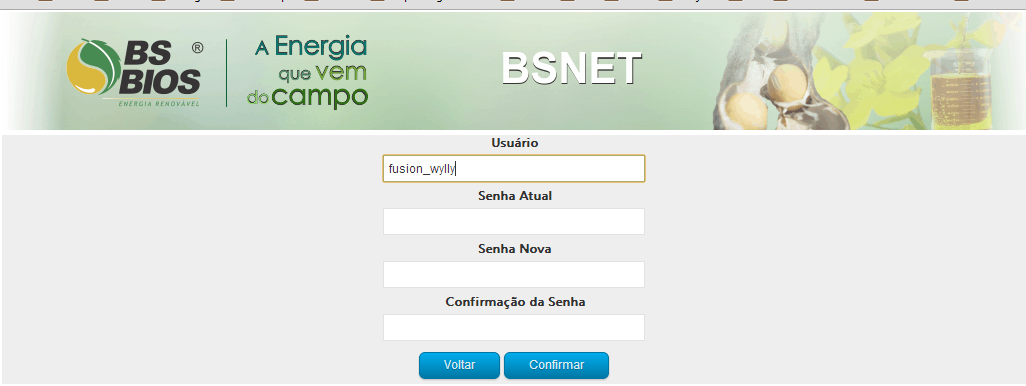 BS
BIOS
®
ENERGIA RENOVÁVEL
A Energia
que vem
do campo
BSNET
Usuário
fusion_wylly
Senha Atual
Senha Nova
Confirmação da Senha
Voltar Confirmar